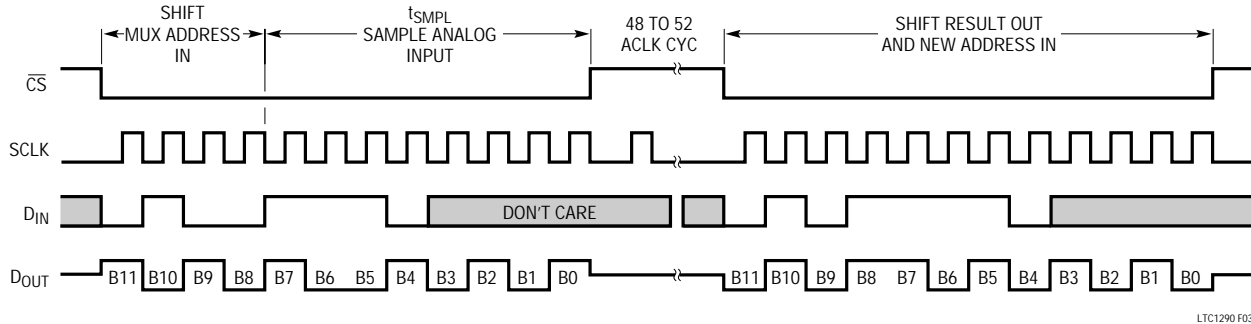 SHIFT
MUX ADDRESS
IN
tSMPL
SAMPLE ANALOG
INPUT
48 TO 52
ACLK CYC
SHIFT RESULT OUT
AND NEW ADDRESS IN
CS
SCLK
DIN
DON'T CARE
DOUT
B11 B10 B9 B8 B7 B6 B5 B4 B3 B2 B1 B0
B11 B10 B9 B8 B7 B6 B5 B4 B3 B2 B1 B0
LTC1290 F03